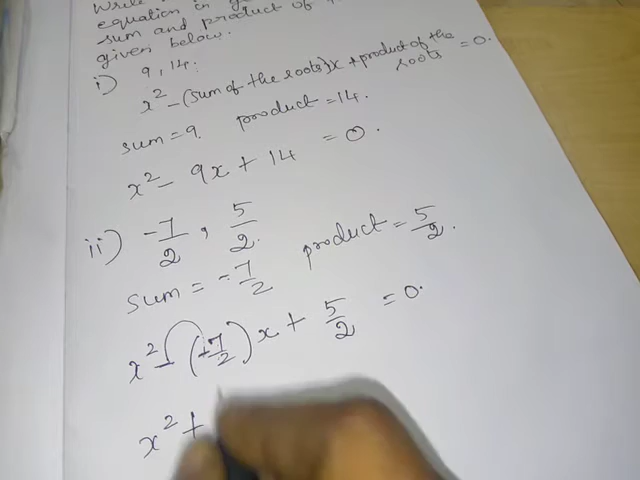 equation in
sum and product of
given below.
i) 9, 14.
x² - (sum of the roots)x + product of the roots = 0.
sum = 9. product = 14.
x² - 9x + 14 = 0.
ii) -7/2, 5/2.
sum = -7/2 product = 5/2.
x² - (-7/2)x + 5/2 = 0.
x² +